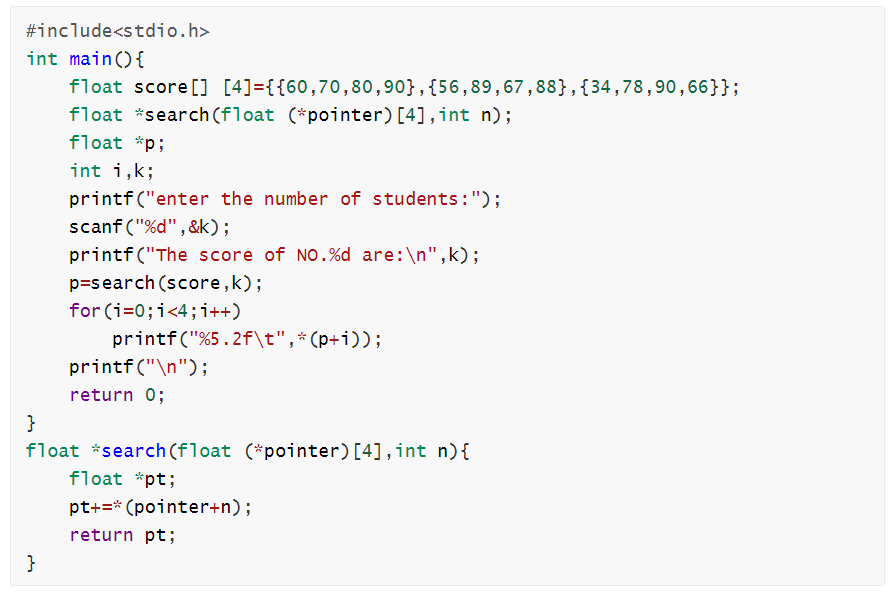 #include<stdio.h>
int main(){
    float score[] [4]={{60,70,80,90},{56,89,67,88},{34,78,90,66}};
    float *search(float (*pointer)[4],int n);
    float *p;
    int i,k;
    printf("enter the number of students:");
    scanf("%d",&k);
    printf("The score of NO.%d are:\n",k);
    p=search(score,k);
    for(i=0;i<4;i++)
        printf("%5.2f\t",*(p+i));
    printf("\n");
    return 0;
}
float *search(float (*pointer)[4],int n){
    float *pt;
    pt+=*(pointer+n);
    return pt;
}